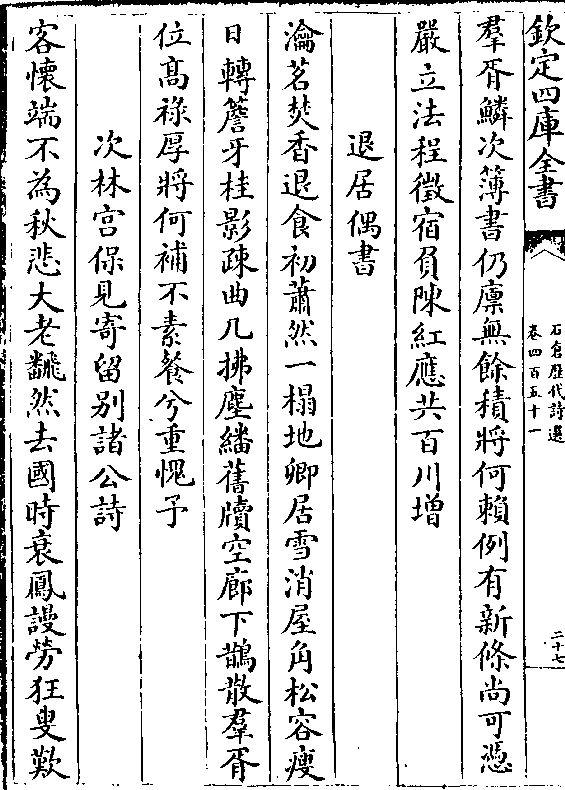 欽定四庫全書
石倉歷代詩選
卷四百五十一
二十七
羣胥鱗次簿書仍廪無餘積將何賴例有新條尚可憑
嚴立法程徵宿負陳紅應共百川增
退居偶書
瀹茗焚香退食初蕭然一榻地卿居雪消屋角松容瘦
日轉簷牙桂影疎曲几拂塵繙舊牘空廊下鵲散羣胥
位髙祿厚將何補不素餐兮重愧予
次林宫保見寄留别諸公詩
客懷端不為秋悲大老飜然去國時衰鳳謾勞狂叟歎